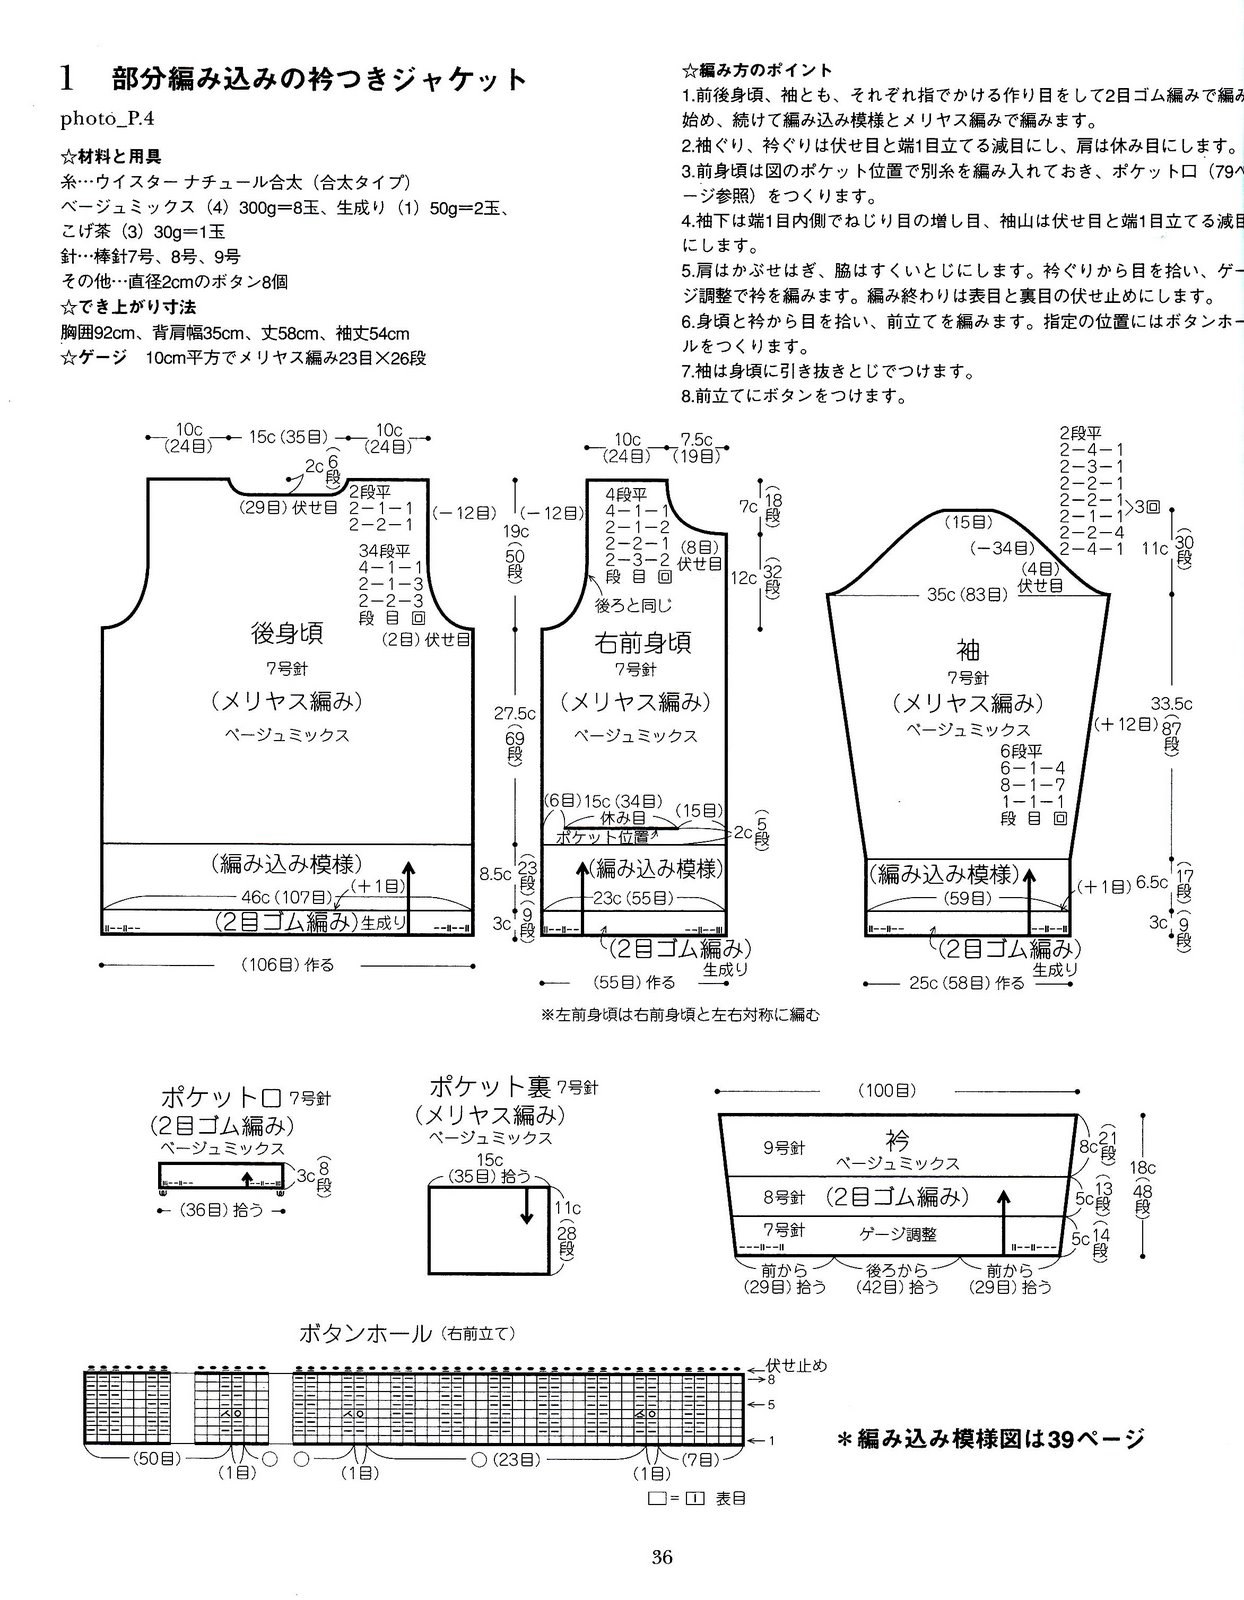 1 部分編み込みの衿つきジャケット
photo_P.4
☆材料と用具
糸…ウイスター ナチュール合太（合太タイプ）
ベージュミックス（4）300g＝8玉、生成り（1）50g＝2玉、
こげ茶（3）30g＝1玉
針…棒針7号、8号、9号
その他…直径2cmのボタン8個
☆でき上がり寸法
胸囲92cm、背肩幅35cm、丈58cm、袖丈54cm
☆ゲージ　10cm平方でメリヤス編み23目×26段
☆編み方のポイント
1.前後身頃、袖とも、それぞれ指でかける作り目をして2目ゴム編みで編み
始め、続けて編み込み模様とメリヤス編みで編みます。
2.袖ぐり、衿ぐりは伏せ目と端1目立てる減目にし、肩は休み目にします。
3.前身頃は図のポケット位置で別糸を編み入れておき、ポケット口（79ペ
ージ参照）をつくります。
4.袖下は端1目内側でねじり目の増し目、袖山は伏せ目と端1目立てる減目
にします。
5.肩はかぶせはぎ、脇はすくいとじにします。衿ぐりから目を拾い、ゲー
ジ調整で衿を編みます。編み終わりは表目と裏目の伏せ止めにします。
6.身頃と衿から目を拾い、前立てを編みます。指定の位置にはボタンホー
ルをつくります。
7.袖は身頃に引き抜きとじでつけます。
8.前立てにボタンをつけます。
10c
(24目)
15c(35目)
10c
(24目)
2c(6段)
(29目)伏せ目
2段平
2－1－1
2－2－1
(－12目)
34段平
4－1－1
2－1－3
2－2－3
段 目 回
(2目)伏せ目
後身頃
7号針
(メリヤス編み)
ベージュミックス
(編み込み模様)
46c(107目)
(＋1目)
(2目ゴム編み)生成り
(106目)作る
19c(50段)
27.5c(69段)
8.5c(23段)
3c(9段)
10c
(24目)
7.5c
(19目)
(－12目)
4段平
4－1－1
2－1－2
2－2－1
2－3－2
段 目 回
(8目)
伏せ目
後ろと同じ
7c(18段)
12c(32段)
右前身頃
7号針
(メリヤス編み)
ベージュミックス
(6目)15c(34目)
休み目
(15目)
ポケット位置
2c(5段)
(編み込み模様)
23c(55目)
(2目ゴム編み)
生成り
(55目)作る
※左前身頃は右前身頃と左右対称に編む
2段平
2－4－1
2－3－1
2－2－1
2－2－1
2－1－1
3回
2－2－4
2－4－1
(15目)
(－34目)
(4目)
伏せ目
35c(83目)
11c(30段)
袖
7号針
(メリヤス編み)
ベージュミックス
6段平
6－1－4
8－1－7
1－1－1
段 目 回
(＋12目)
33.5c(87段)
(編み込み模様)
(59目)
(＋1目)
6.5c(17段)
3c(9段)
(2目ゴム編み)
生成り
25c(58目)作る
ポケット口 7号針
(2目ゴム編み)
ベージュミックス
3c(8段)
(36目)拾う
ポケット裏 7号針
(メリヤス編み)
ベージュミックス
15c
(35目)拾う
11c(28段)
(100目)
9号針
衿
ベージュミックス
8号針
(2目ゴム編み)
7号針
ゲージ調整
8c(21段)
5c(13段)
5c(14段)
18c(48段)
前から
(29目)拾う
後ろから
(42目)拾う
前から
(29目)拾う
ボタンホール（右前立て）
伏せ止め
8
5
1
(50目)
(1目)
(1目)
(23目)
(1目)
(7目)
表目
＊編み込み模様図は39ページ
36